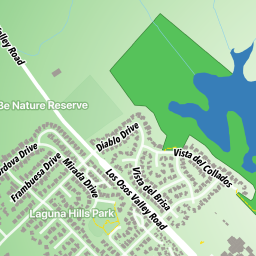 Valley Road
Be Nature Reserve
Diablo Drive
Vista del Collados
Cordova Drive
Frambuesa Drive
Mirada Drive
Los Osos Valley Road
Vista del Brisa
Laguna Hills Park